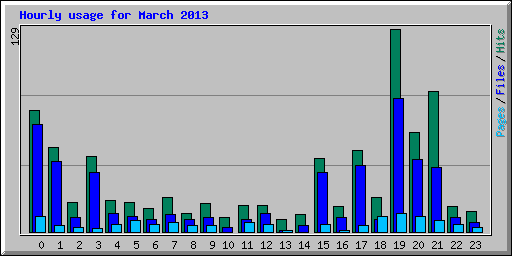 Hourly usage for March 2013
129
Pages / Files / Hits
0 1 2 3 4 5 6 7 8 9 10 11 12 13 14 15 16 17 18 19 20 21 22 23